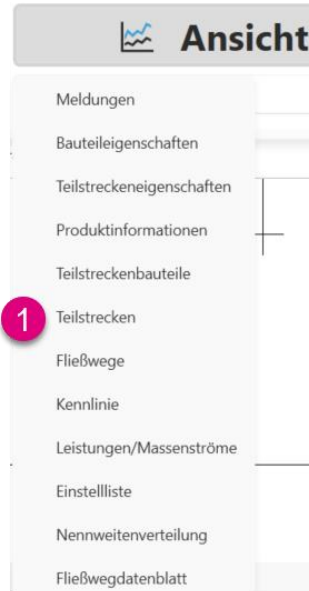 Ansicht
Meldungen
Bauteileigenschaften
Teilstreckeneigenschaften
Produktinformationen
Teilstreckenbauteile
1 Teilstrecken
Fließwege
Kennlinie
Leistungen/Massenströme
Einstellliste
Nennweitenverteilung
Fließwegdatenblatt